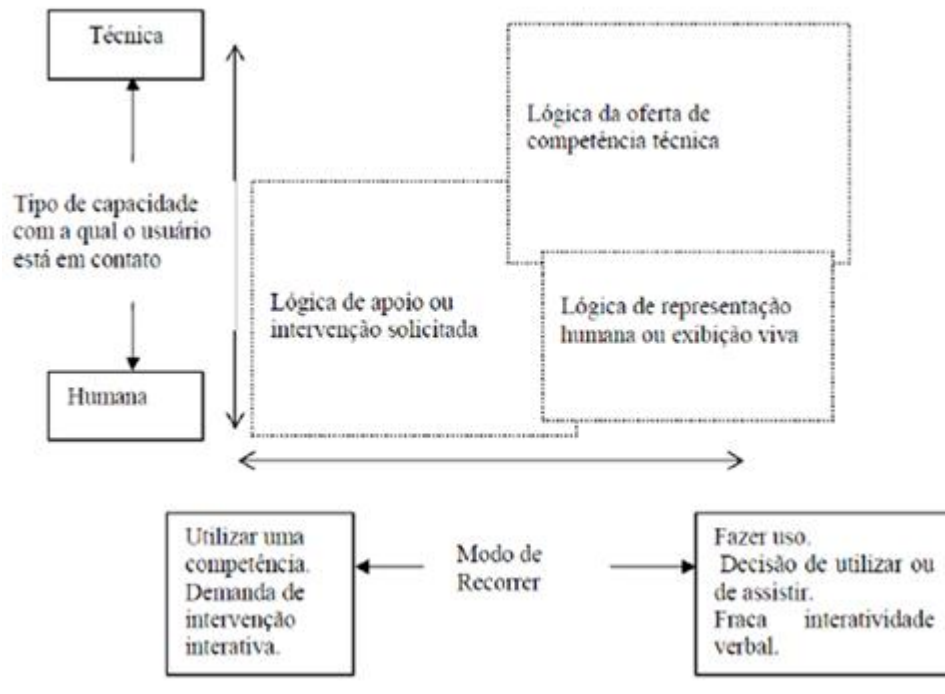 Técnica
Lógica da oferta de
competência técnica
Tipo de capacidade
com a qual o usuário
está em contato
Lógica de apoio ou
intervenção solicitada
Lógica de representação
humana ou exibição viva
Humana
Utilizar uma
competência.
Demanda de
intervenção
interativa.
Modo de
Recorrer
Fazer uso.
Decisão de utilizar ou
de assistir.
Fraca interatividade
verbal.